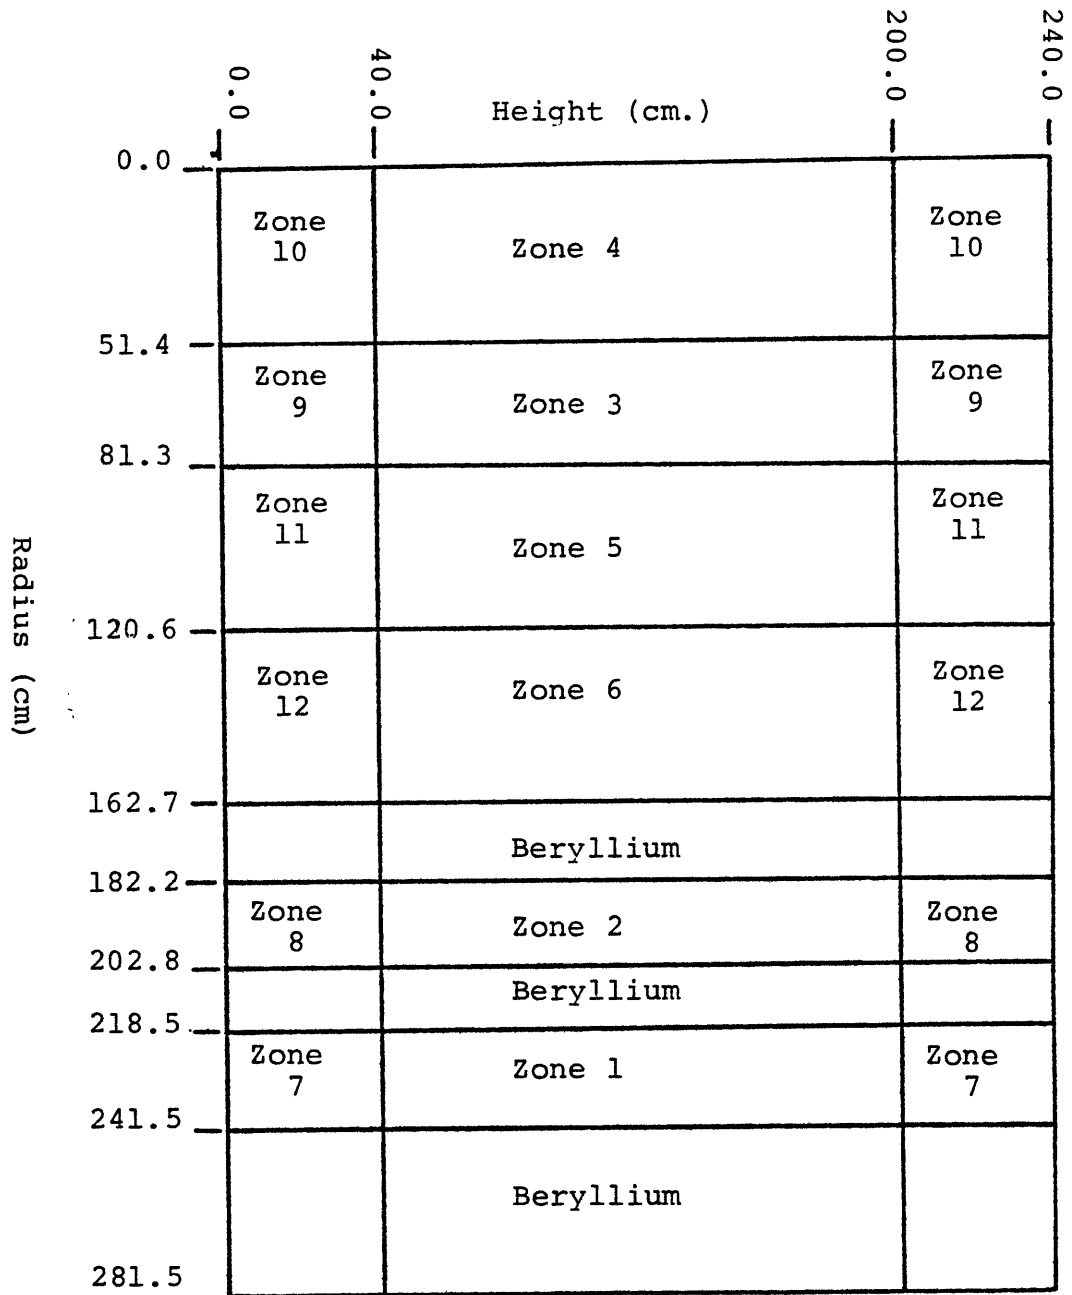 0.0
40.0
200.0
240.0
Height (cm.)
0.0
Zone
10
Zone 4
Zone
10
51.4
Zone
9
Zone 3
Zone
9
81.3
Zone
11
Zone 5
Zone
11
Radius (cm)
120.6
Zone
12
Zone 6
Zone
12
162.7
Beryllium
182.2
Zone
8
Zone 2
Zone
8
202.8
Beryllium
218.5
Zone
7
Zone 1
Zone
7
241.5
Beryllium
281.5